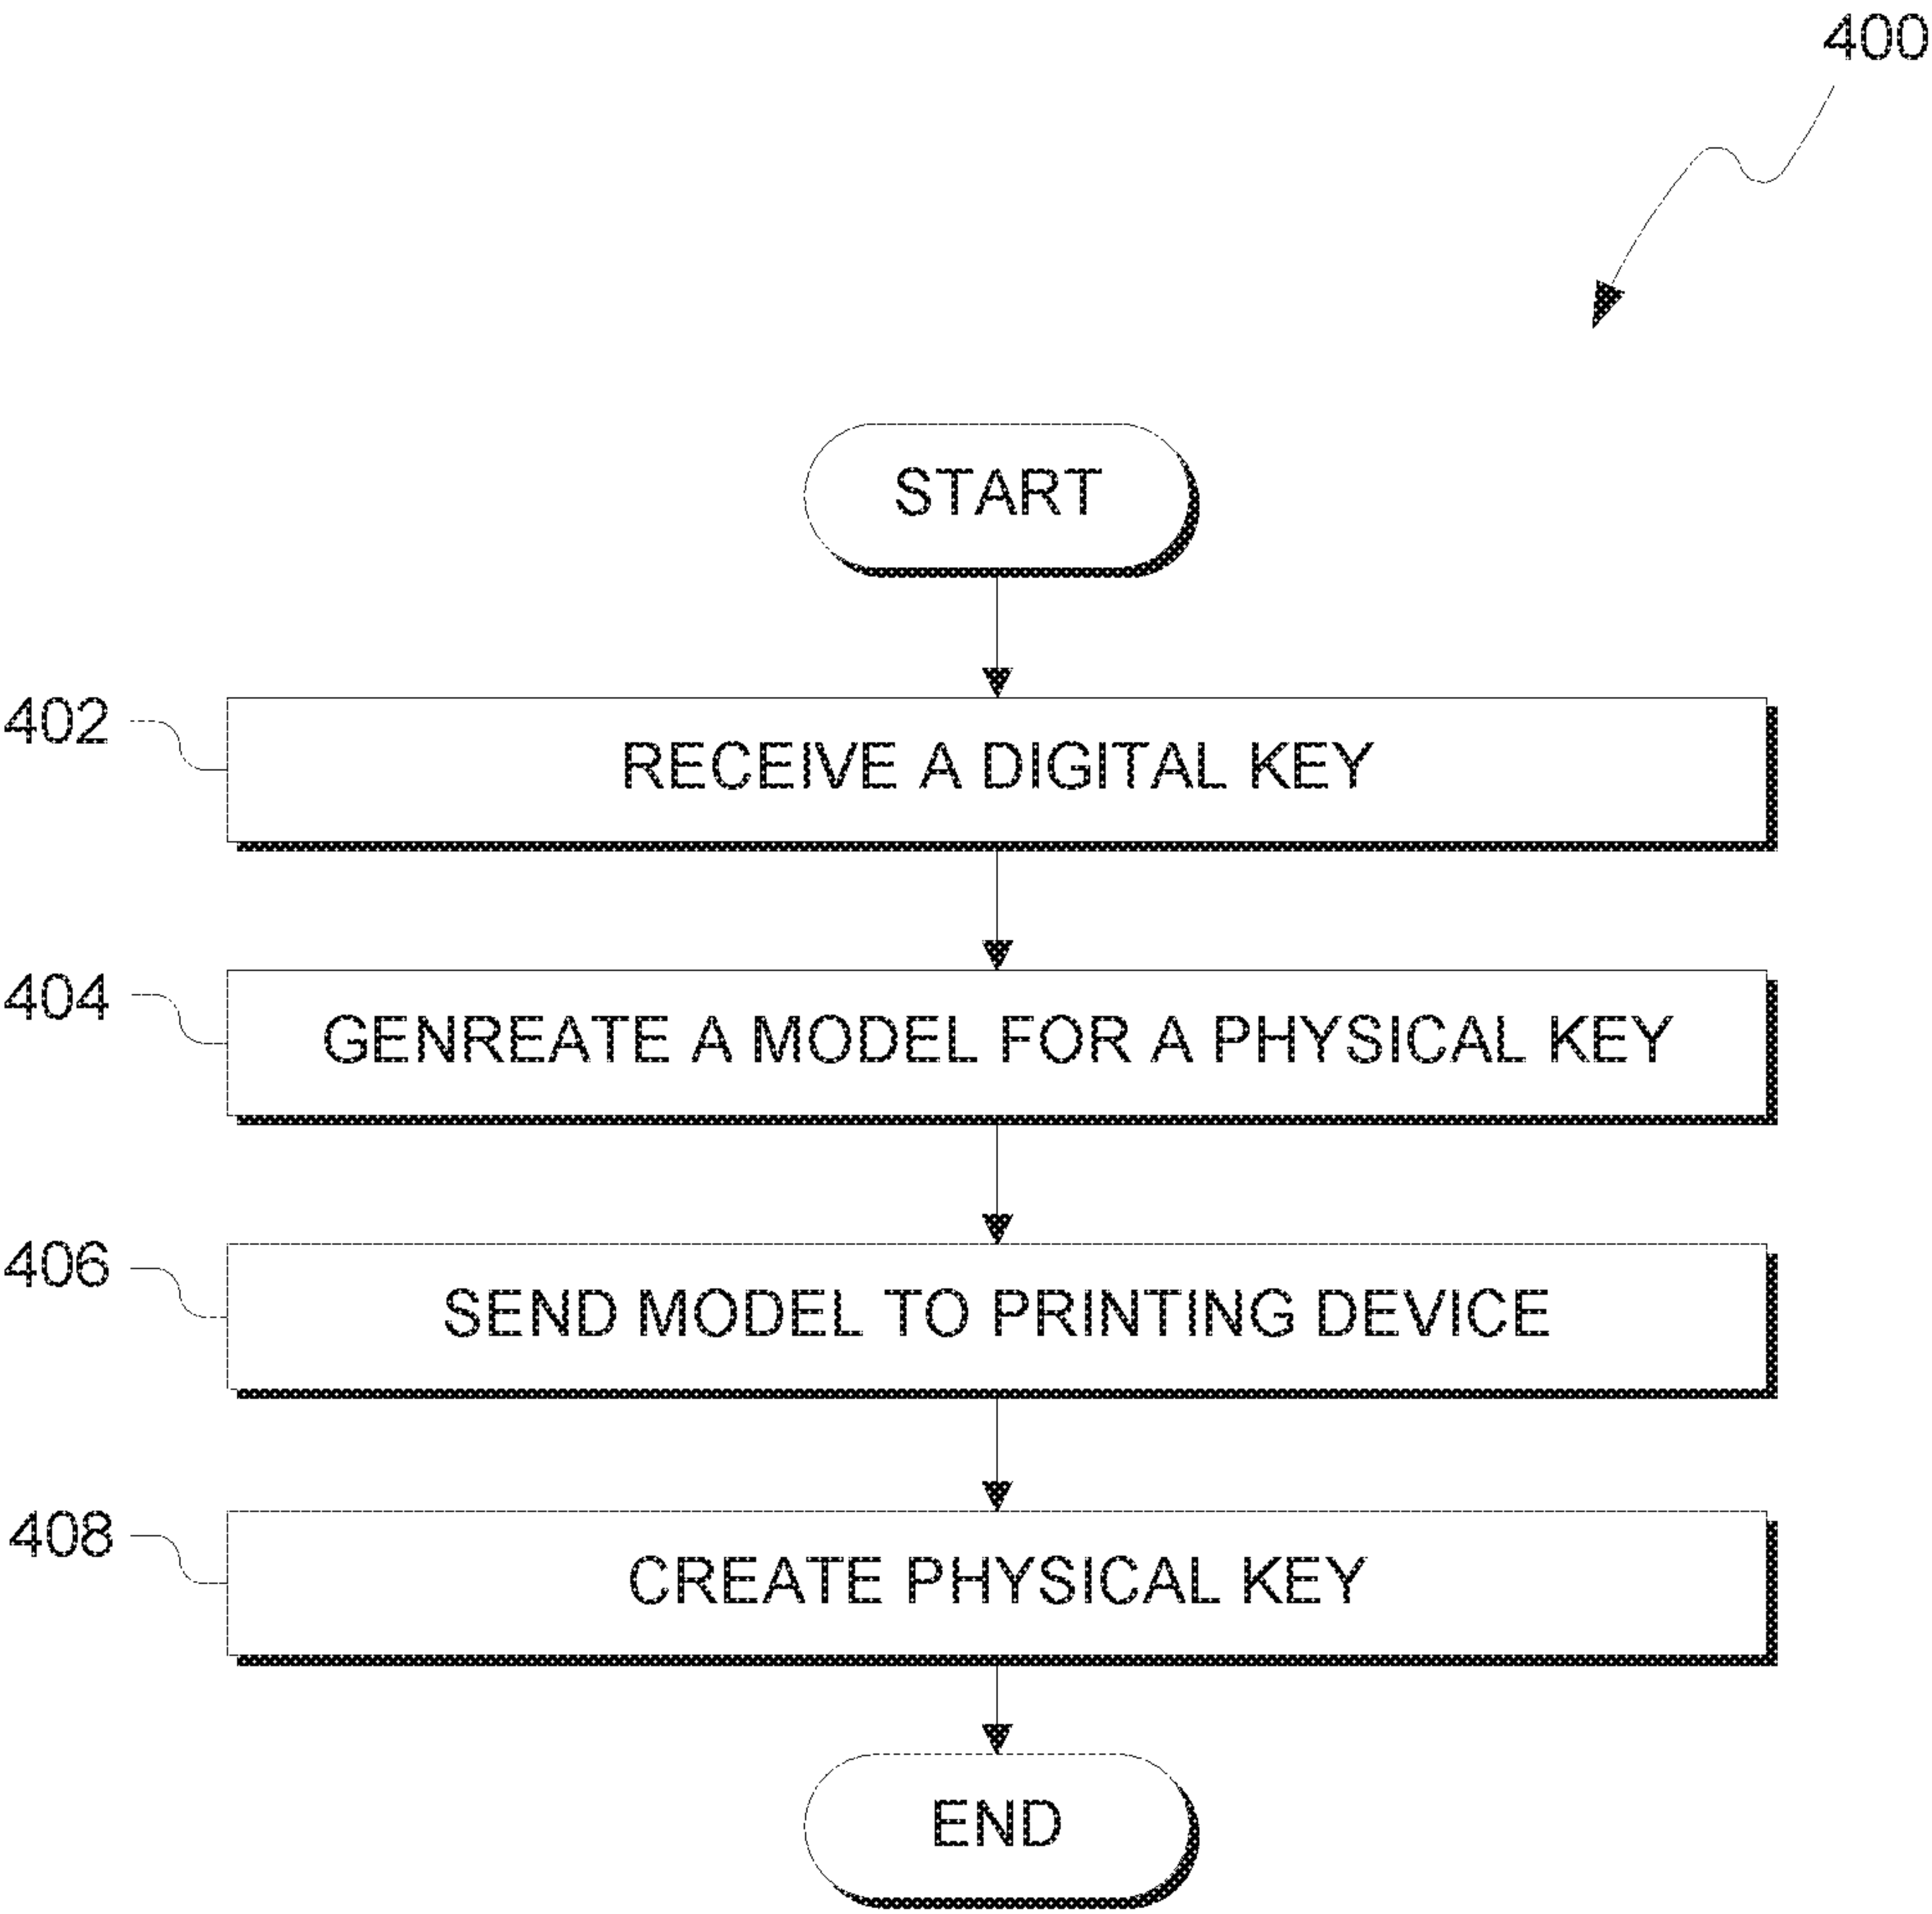 400
START
402
RECEIVE A DIGITAL KEY
404
GENREATE A MODEL FOR A PHYSICAL KEY
406
SEND MODEL TO PRINTING DEVICE
408
CREATE PHYSICAL KEY
END